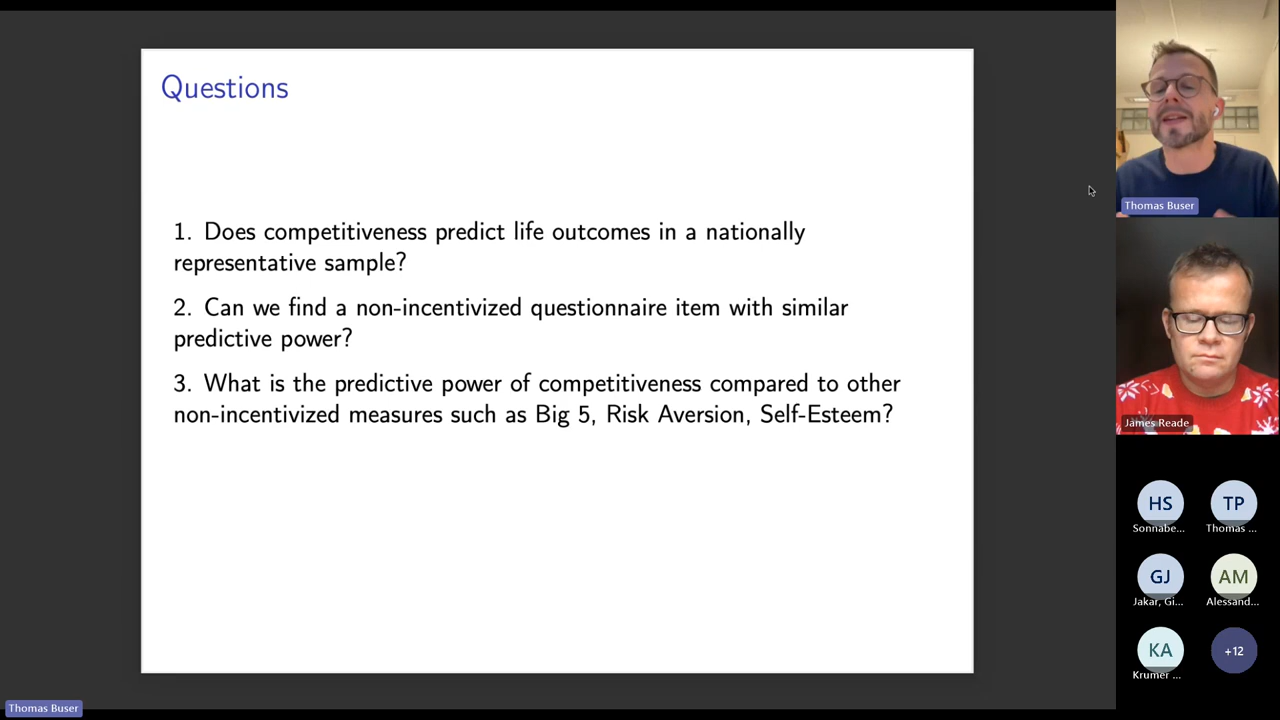 Questions
1. Does competitiveness predict life outcomes in a nationally
representative sample?
2. Can we find a non-incentivized questionnaire item with similar
predictive power?
3. What is the predictive power of competitiveness compared to other
non-incentivized measures such as Big 5, Risk Aversion, Self-Esteem?
Thomas Buser
James Reade
HS
Sonnabe...
TP
Thomas ...
GJ
Jakar, Gi...
AM
Alessand...
KA
Krumer ...
+12
Thomas Buser